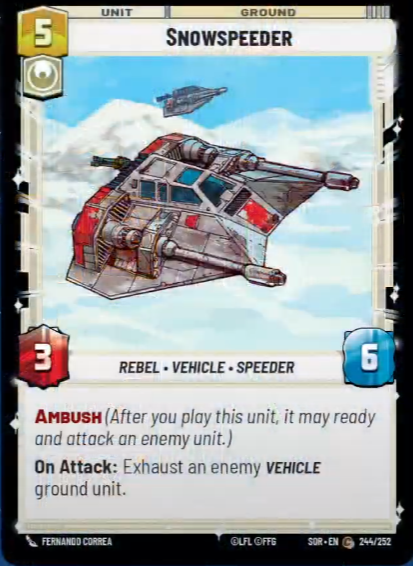 UNIT GROUND
5 SNOWSPEEDER
3 6
REBEL • VEHICLE • SPEEDER
AMBUSH (After you play this unit, it may ready
and attack an enemy unit.)
On Attack: Exhaust an enemy VEHICLE
ground unit.
FERNANDO CORREA ©LFL ©FFG SOR • EN C 244/252